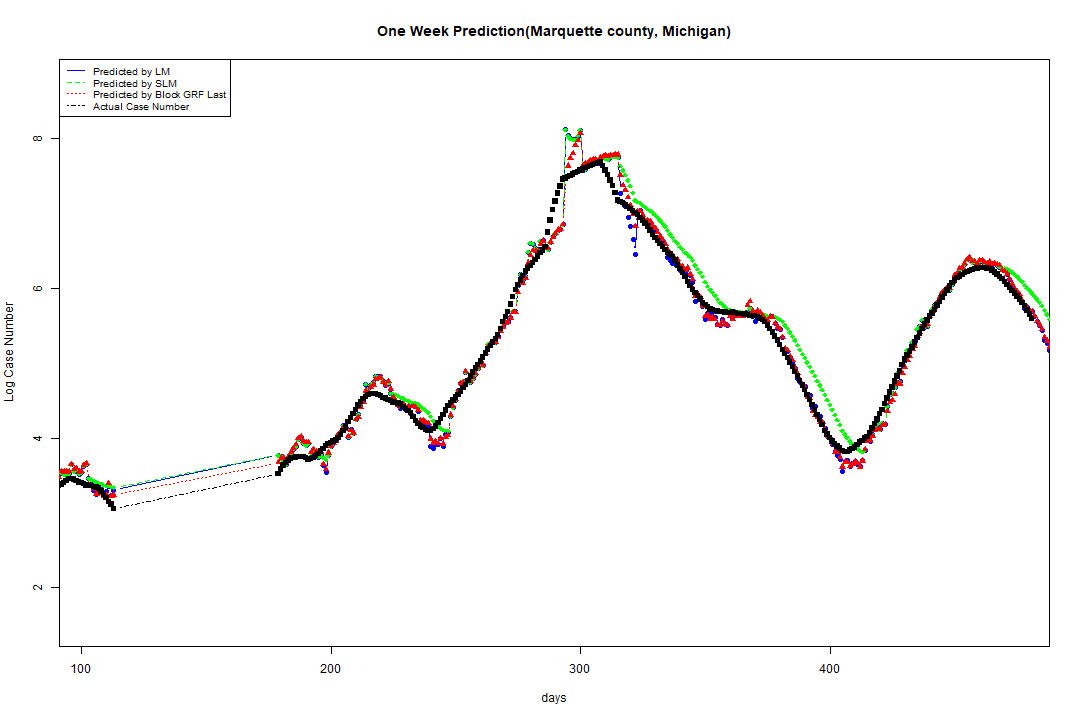 One Week Prediction(Marquette county, Michigan)
Predicted by LM
Predicted by SLM
Predicted by Block GRF Last
Actual Case Number
8
6
4
2
Log Case Number
100 200 300 400
days